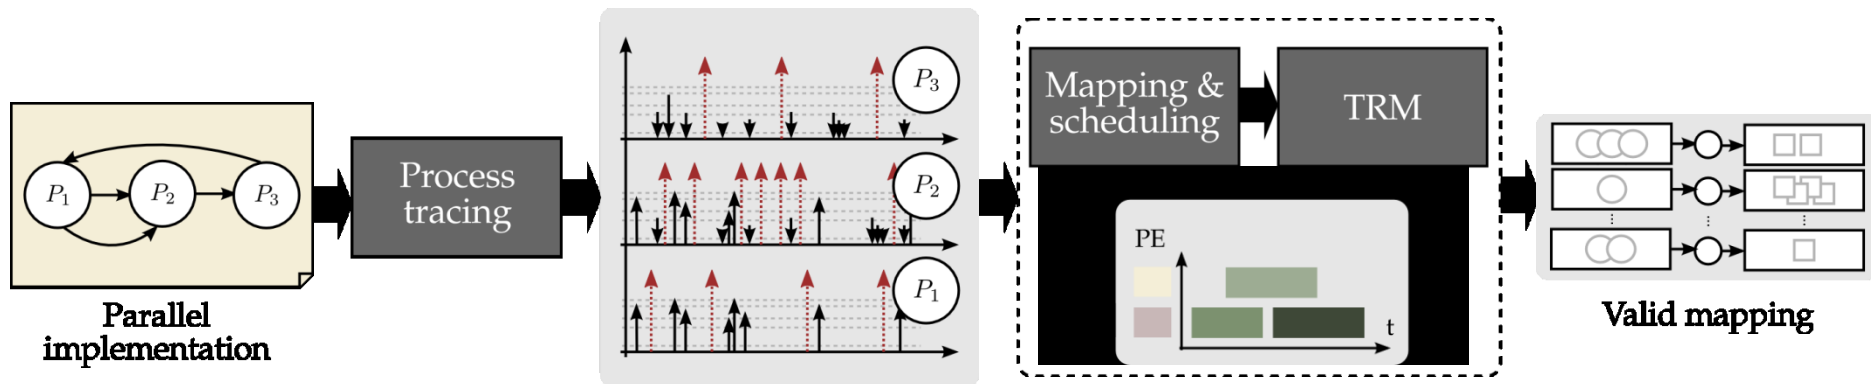 P1
P2
P3
Parallel
implementation
Process
tracing
P3
P2
P1
Mapping &
scheduling
TRM
PE
t
Valid mapping